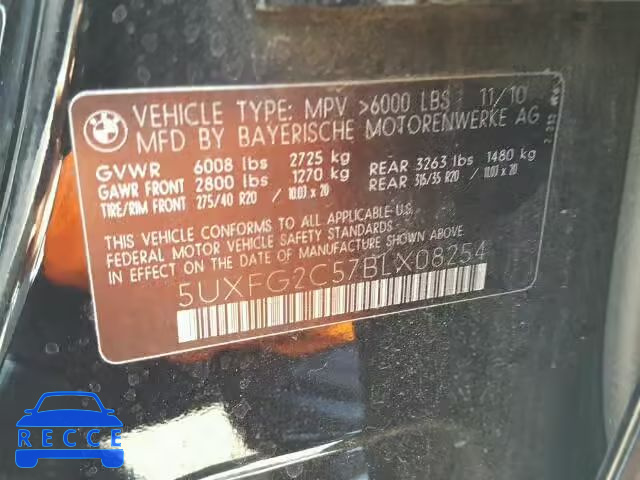 BMW
VEHICLE TYPE: MPV >6000 LBS 11/10
MFD BY BAYERISCHE MOTORENWERKE AG
GVWR 6008 lbs 2725 kg
GAWR FRONT 2800 lbs 1270 kg REAR 3263 lbs 1480 kg
TIRE/RIM FRONT 275/40 R20 / 10.0J x 20 REAR 315/35 R20 / 11.0J x 20
THIS VEHICLE CONFORMS TO ALL APPLICABLE U.S.
FEDERAL MOTOR VEHICLE SAFETY STANDARDS
IN EFFECT ON THE DATE OF MANUFACTURE SHOWN ABOVE.
5UXFG2C57BLX08254
RECCE